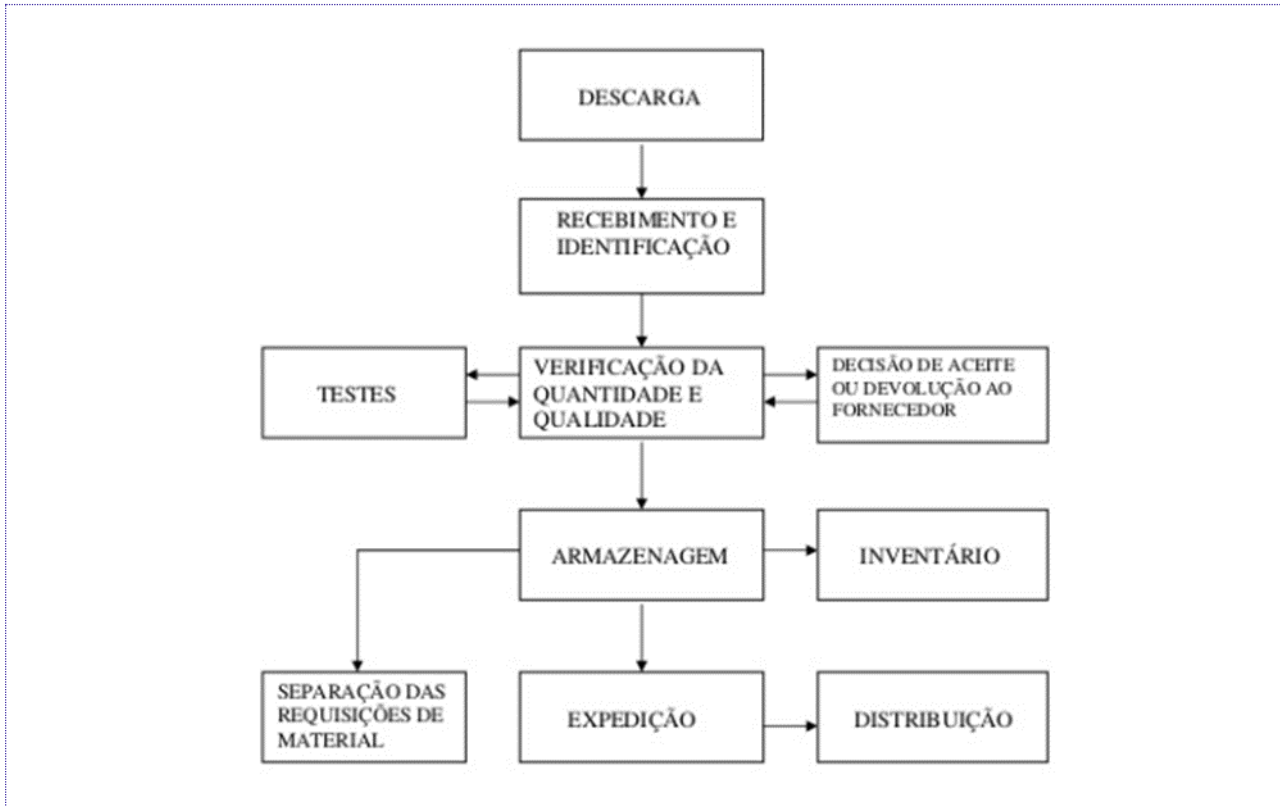 DESCARGA
RECEBIMENTO E
IDENTIFICAÇÃO
TESTES
VERIFICAÇÃO DA
QUANTIDADE E
QUALIDADE
DECISÃO DE ACEITE
OU DEVOLUÇÃO AO
FORNECEDOR
ARMAZENAGEM
INVENTÁRIO
SEPARAÇÃO DAS
REQUISIÇÕES DE
MATERIAL
EXPEDIÇÃO
DISTRIBUIÇÃO